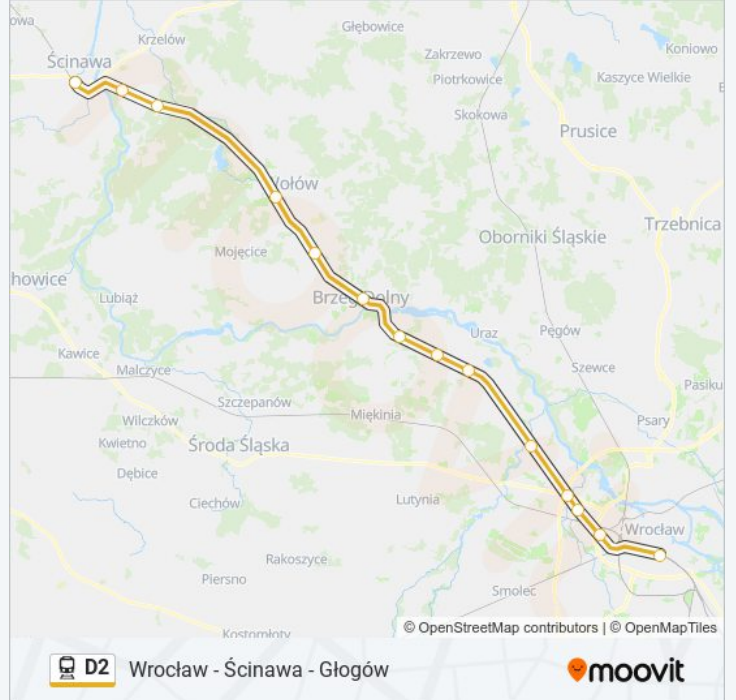 owa
Głębowice
Krzelów
Koniowo
Ścinawa
Zakrzewo
Piotrkowice
Kaszyce Wielkie
Skokowa
Prusice
Wołów
Trzebnica
Oborniki Śląskie
Mojęcice
howice
Lubiąż
Brzeg Dolny
Uraz
Pęgów
Kawice
Malczyce
Szewce
Pasiku
Szczepanów
Miękinia
Wilczków
Psary
Kwietno
Środa Śląska
Dębice
Ciechów
Lutynia
Wrocław
Rakoszyce
Piersno
Smolec
Kostomłoty
© OpenStreetMap contributors | © OpenMapTiles
D2 Wrocław - Ścinawa - Głogów
moovit